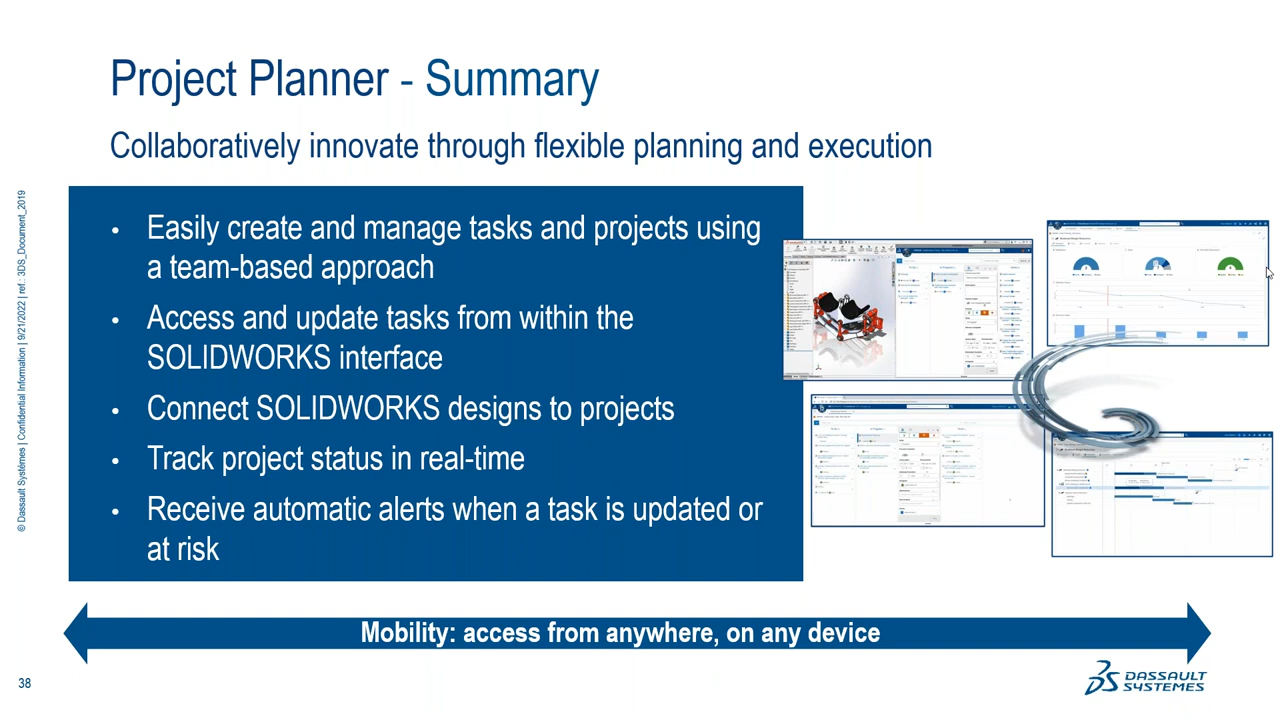 Project Planner - Summary
Collaboratively innovate through flexible planning and execution
© Dassault Systèmes | Confidential Information | 9/21/2022 | ref.: 3DS_Document_2019
• Easily create and manage tasks and projects using
a team-based approach
• Access and update tasks from within the
SOLIDWORKS interface
• Connect SOLIDWORKS designs to projects
• Track project status in real-time
• Receive automatic alerts when a task is updated or
at risk
Mobility: access from anywhere, on any device
38
DASSAULT
SYSTEMES